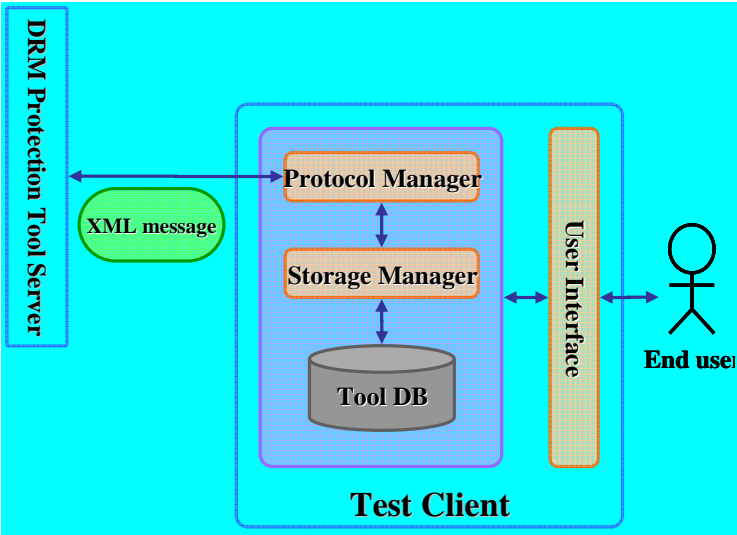 DRM Protection Tool Server
Protocol Manager
XML message
Storage Manager
User Interface
End user
Tool DB
Test Client